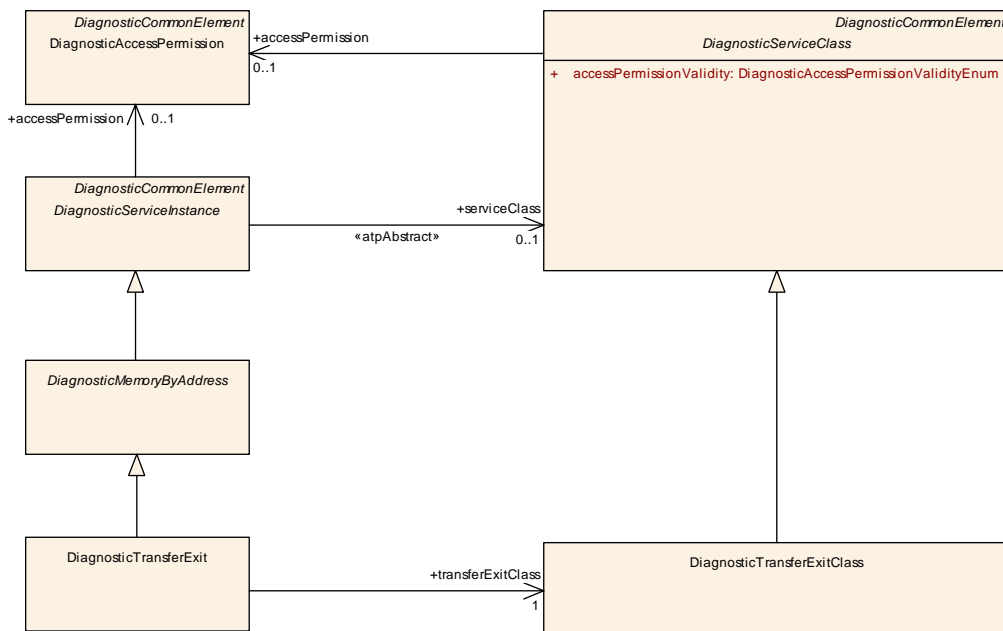 DiagnosticCommonElement
DiagnosticAccessPermission
+accessPermission
0..1
DiagnosticCommonElement
DiagnosticServiceClass
+ accessPermissionValidity: DiagnosticAccessPermissionValidityEnum
+accessPermission
0..1
DiagnosticCommonElement
DiagnosticServiceInstance
+serviceClass
«atpAbstract»
0..1
DiagnosticMemoryByAddress
DiagnosticTransferExit
+transferExitClass
1
DiagnosticTransferExitClass